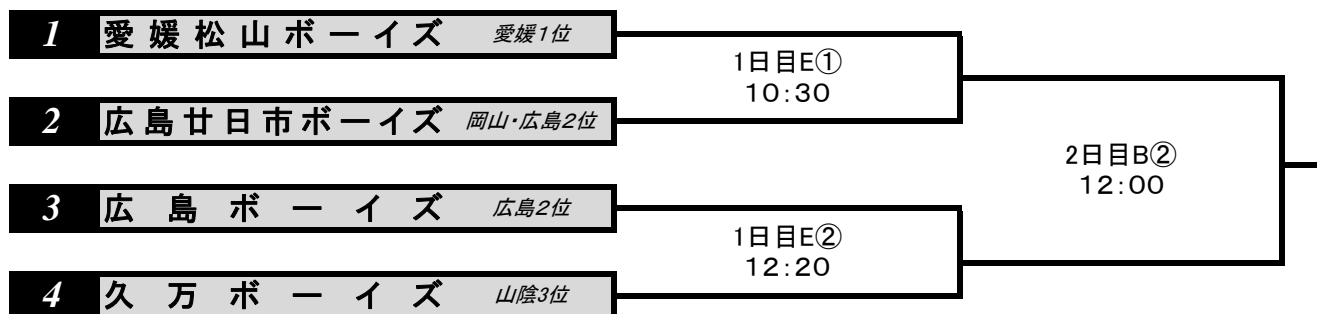 1 愛媛松山ボーイズ 愛媛1位
1日目E①
10:30
2 広島廿日市ボーイズ 岡山・広島2位
2日目B②
12:00
3 広島ボーイズ 広島2位
1日目E②
12:20
4 久万ボーイズ 山陰3位